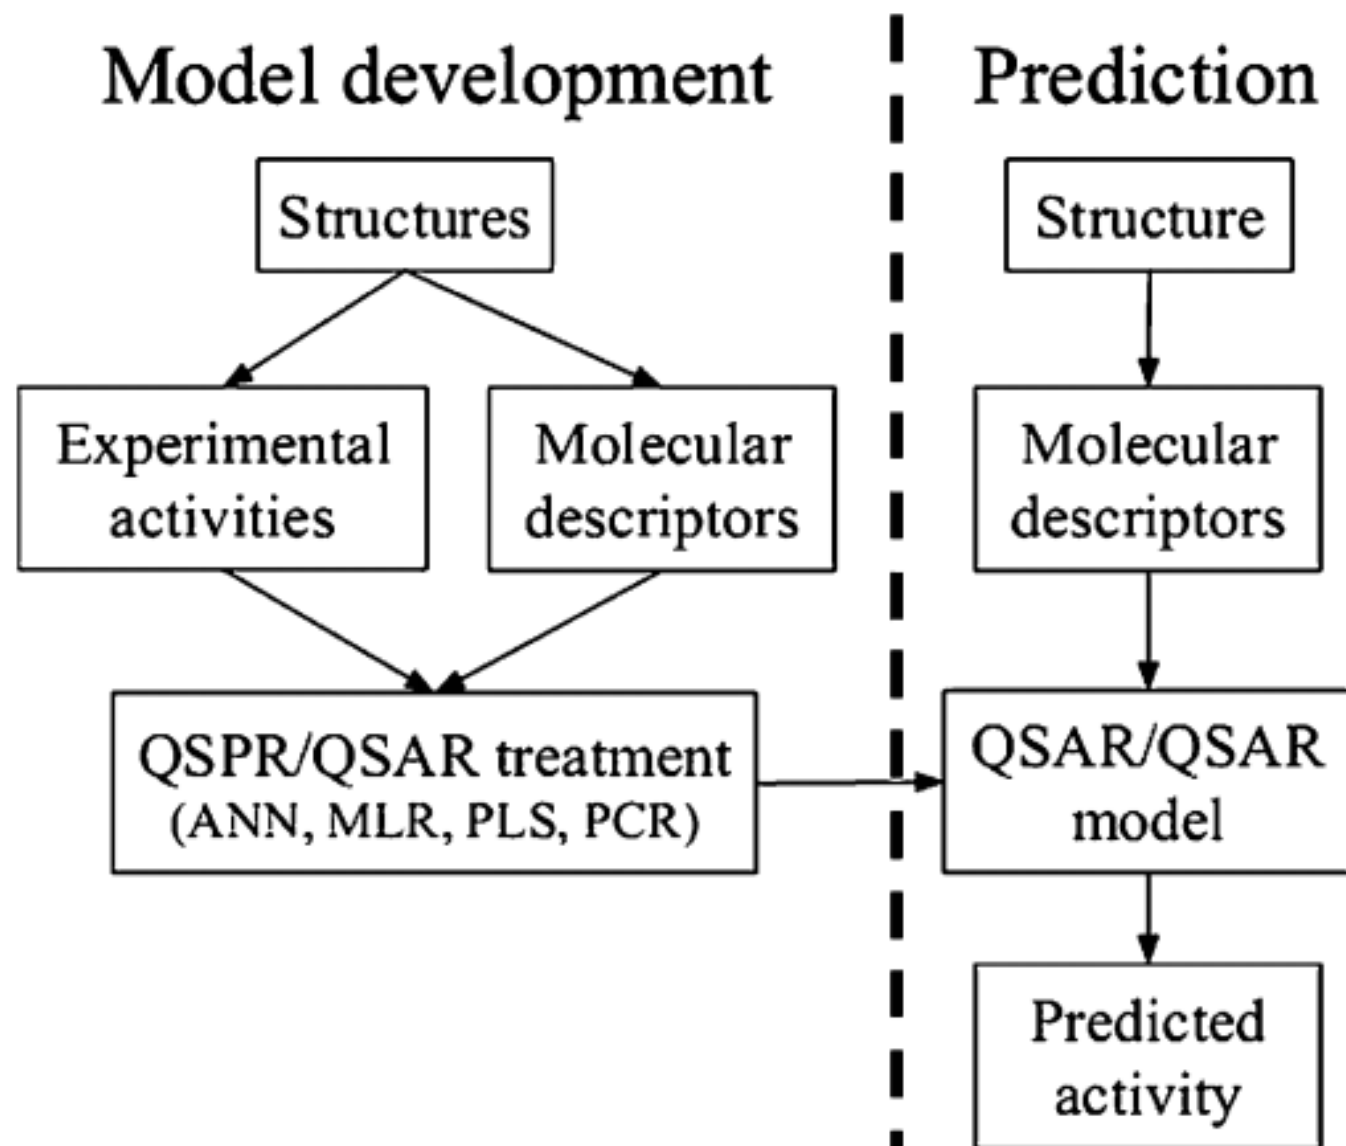 Model development
Prediction
Structures
Structure
Experimental
activities
Molecular
descriptors
Molecular
descriptors
QSPR/QSAR treatment
(ANN, MLR, PLS, PCR)
QSAR/QSAR
model
Predicted
activity